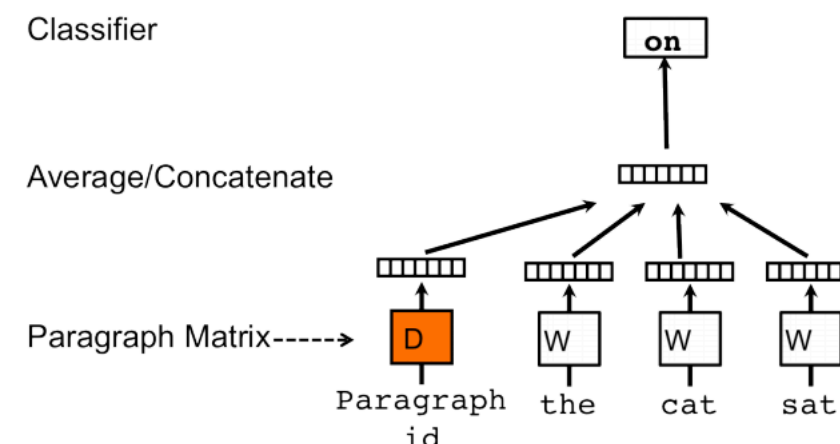 Classifier
on
Average/Concatenate
Paragraph Matrix
D
W
W
W
Paragraph
id
the
cat
sat